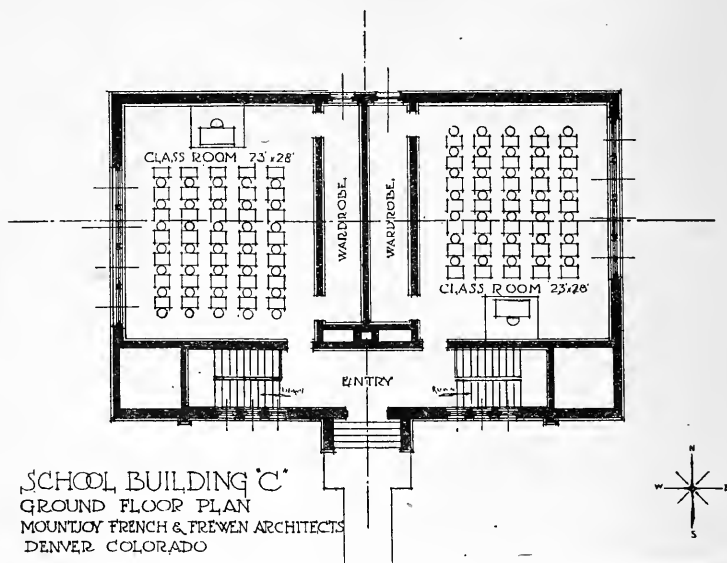 CLASS ROOM 23'x28'
WARDROBE
WARDROBE
CLASS ROOM 23'x28'
ENTRY
SCHOOL BUILDING "C"
GROUND FLOOR PLAN
MOUNTJOY FRENCH & FREWEN ARCHITECTS
DENVER COLORADO
N
W
E
S